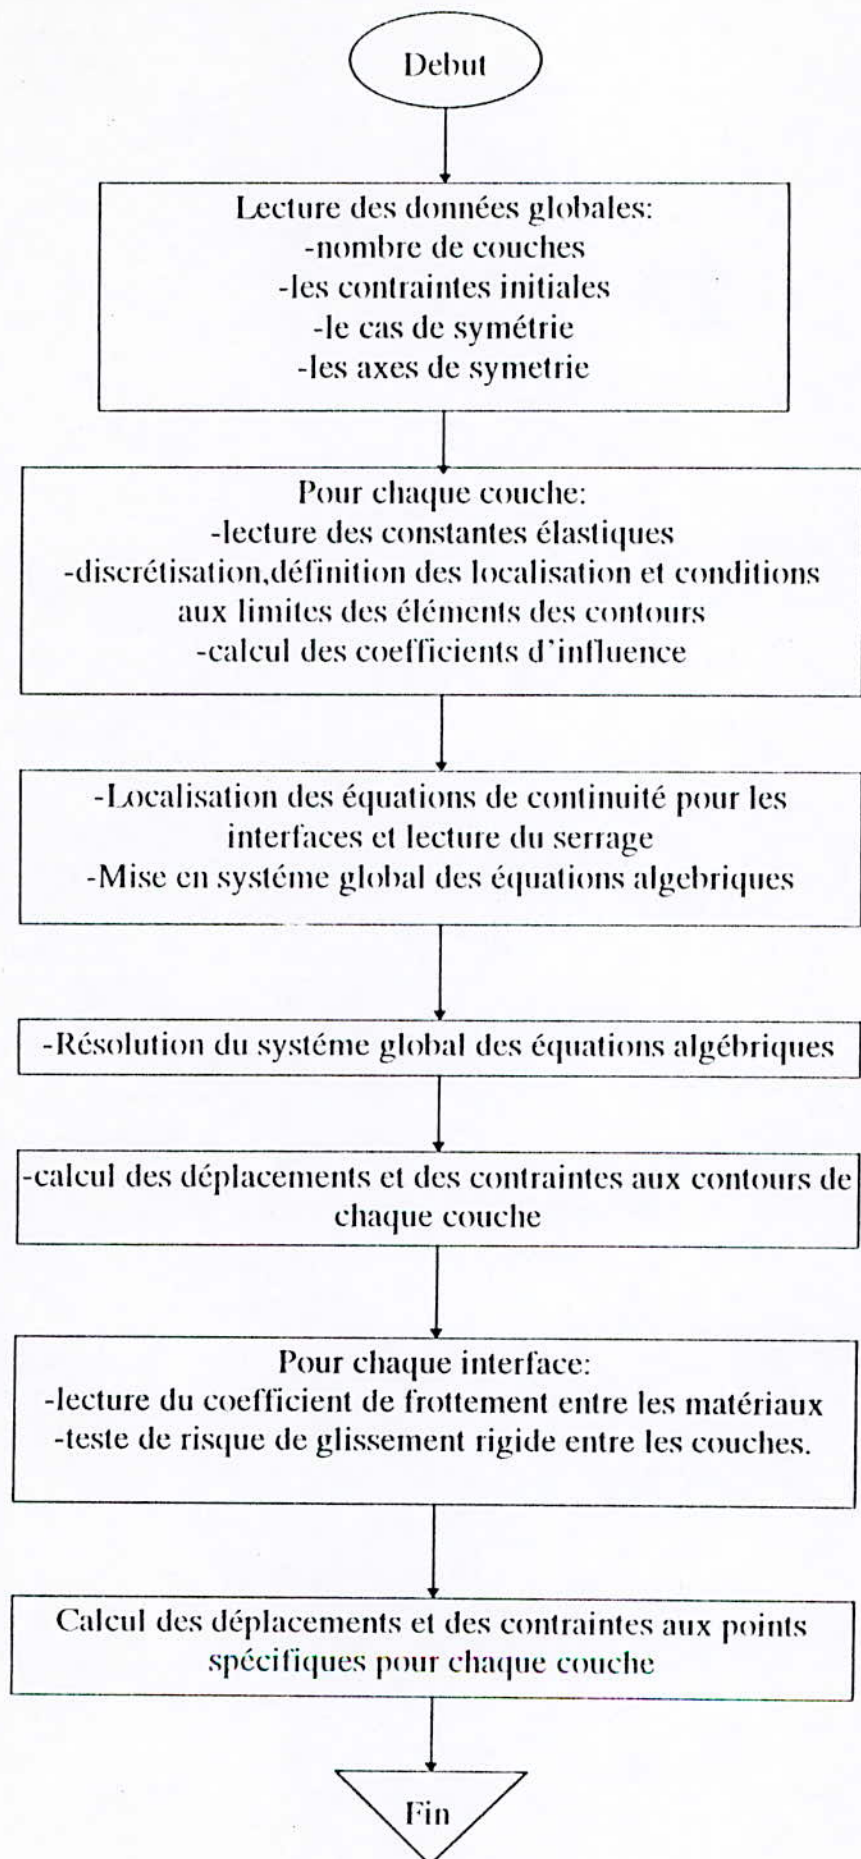 Debut
Lecture des données globales:
-nombre de couches
-les contraintes initiales
-le cas de symétrie
-les axes de symetrie
Pour chaque couche:
-lecture des constantes élastiques
-discrétisation,définition des localisation et conditions
aux limites des éléments des contours
-calcul des coefficients d'influence
-Localisation des équations de continuité pour les
interfaces et lecture du serrage
-Mise en systéme global des équations algebriques
-Résolution du systéme global des équations algébriques
-calcul des déplacements et des contraintes aux contours de
chaque couche
Pour chaque interface:
-lecture du coefficient de frottement entre les matériaux
-teste de risque de glissement rigide entre les couches.
Calcul des déplacements et des contraintes aux points
spécifiques pour chaque couche
Fin